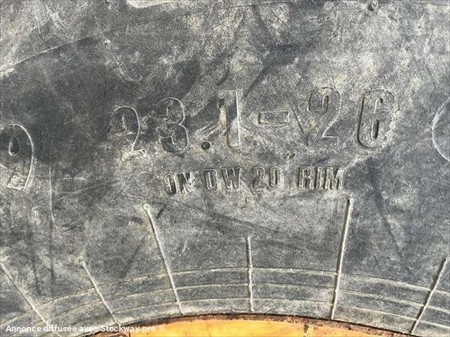 23.1-26
ON DW 20 RIM
Annonce diffusée avec Stockway.pro